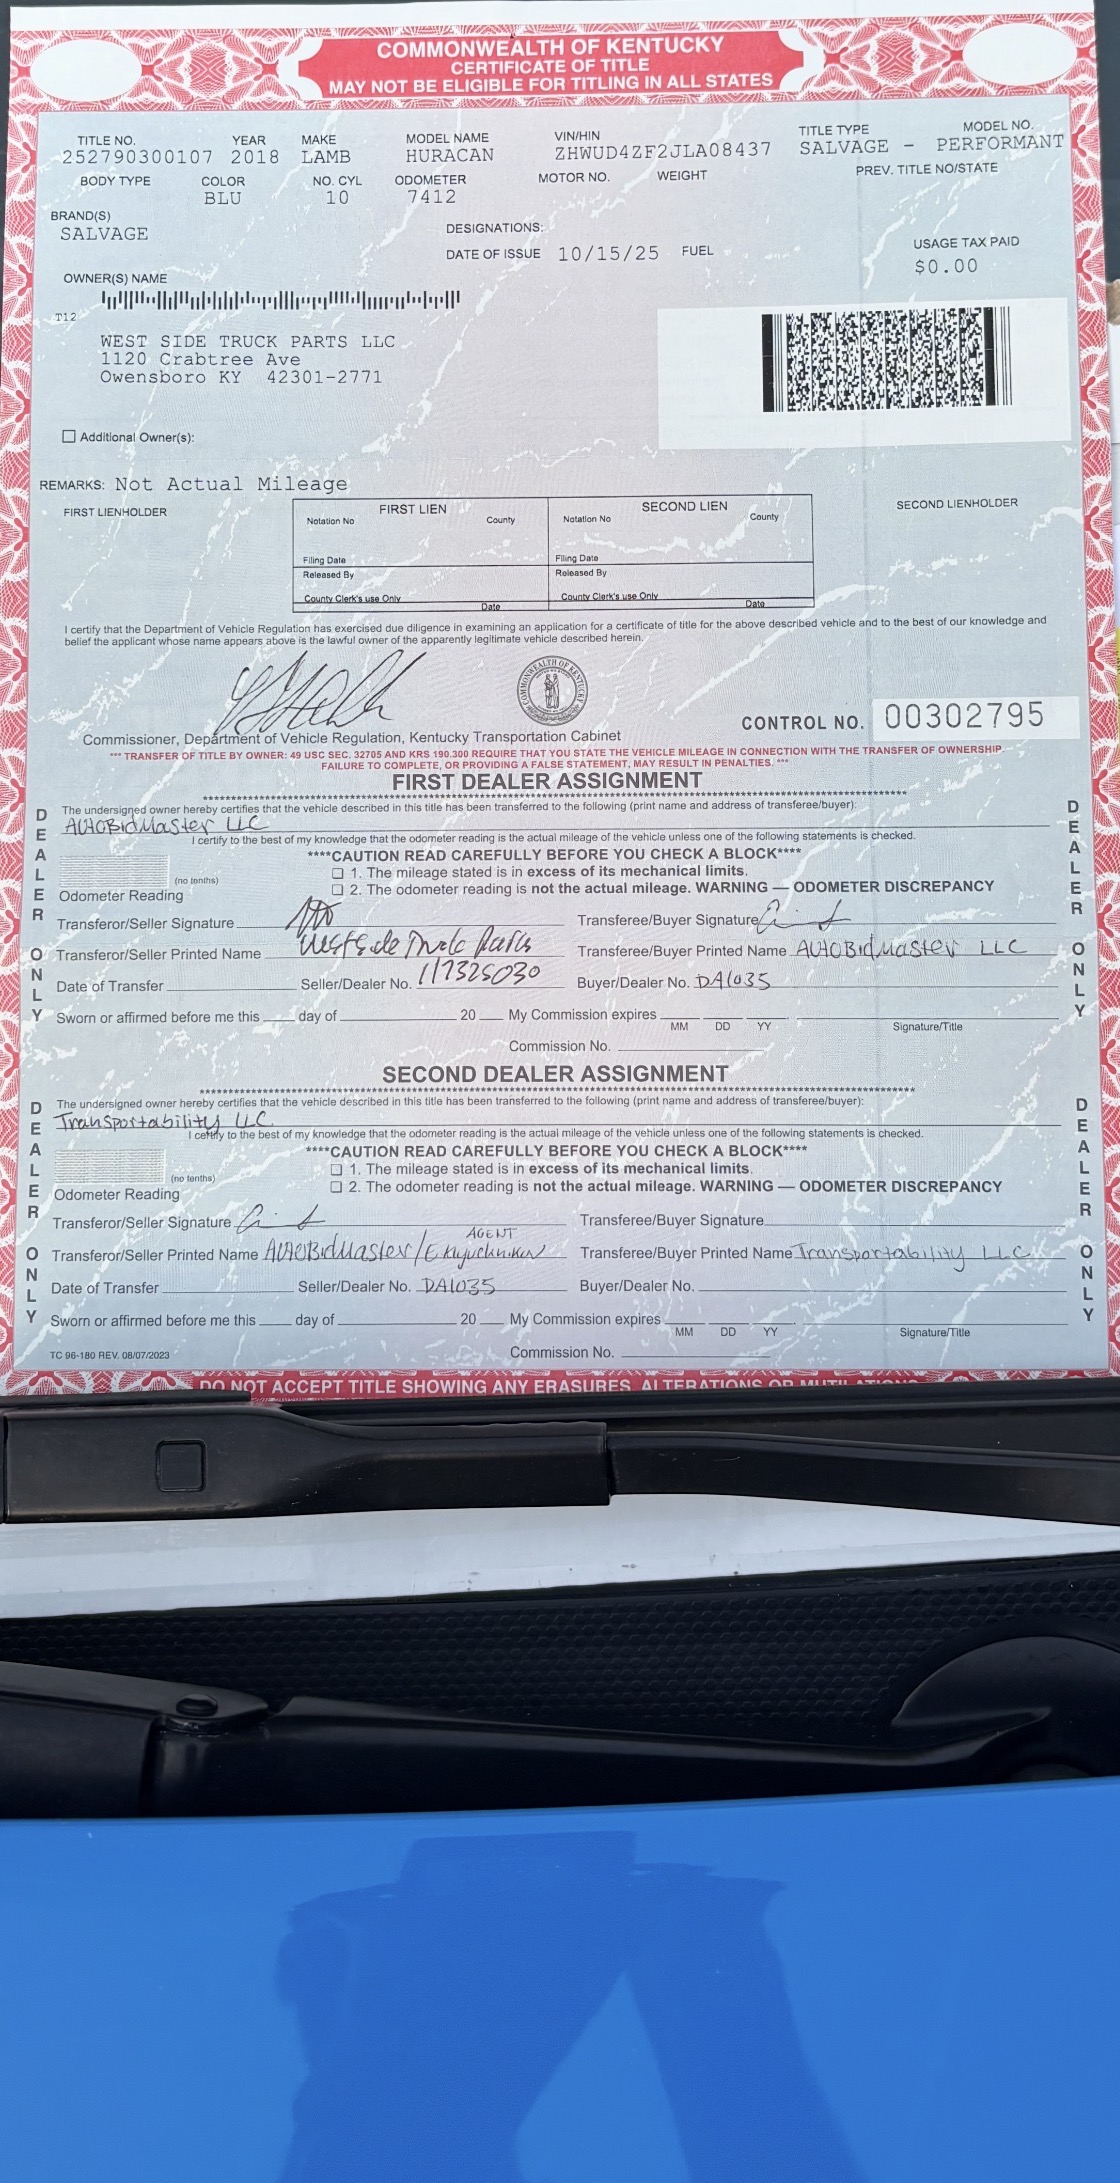 COMMONWEALTH OF KENTUCKY
CERTIFICATE OF TITLE
MAY NOT BE ELIGIBLE FOR TITLING IN ALL STATES
TITLE NO. YEAR MAKE MODEL NAME VIN/HIN TITLE TYPE MODEL NO.
252790300107 2018 LAMB HURACAN ZHWUD4ZF2JLA08437 SALVAGE - PERFORMANT
BODY TYPE COLOR NO. CYL ODOMETER MOTOR NO. WEIGHT PREV. TITLE NO/STATE
BLU 10 7412
BRAND(S)
SALVAGE
DESIGNATIONS:
DATE OF ISSUE 10/15/25 FUEL
USAGE TAX PAID
$0.00
OWNER(S) NAME
T12
WEST SIDE TRUCK PARTS LLC
1120 Crabtree Ave
Owensboro KY 42301-2771
☐ Additional Owner(s):
REMARKS: Not Actual Mileage
FIRST LIENHOLDER FIRST LIEN SECOND LIEN SECOND LIENHOLDER
Notation No County Notation No County
Filing Date Filing Date
Released By Released By
County Clerk's use Only County Clerk's use Only
Date Date
I certify that the Department of Vehicle Regulation has exercised due diligence in examining an application for a certificate of title for the above described vehicle and to the best of our knowledge and
belief the applicant whose name appears above is the lawful owner of the apparently legitimate vehicle described herein.
COMMONWEALTH OF KENTUCKY
CONTROL NO. 00302795
Commissioner, Department of Vehicle Regulation, Kentucky Transportation Cabinet
*** TRANSFER OF TITLE BY OWNER: 49 USC SEC. 32705 AND KRS 190.300 REQUIRE THAT YOU STATE THE VEHICLE MILEAGE IN CONNECTION WITH THE TRANSFER OF OWNERSHIP.
FAILURE TO COMPLETE, OR PROVIDING A FALSE STATEMENT, MAY RESULT IN PENALTIES. ***
FIRST DEALER ASSIGNMENT
DEALER ONLY
DEALER ONLY
The undersigned owner hereby certifies that the vehicle described in this title has been transferred to the following (print name and address of transferee/buyer):
AUTOBidMaster LLC
I certify to the best of my knowledge that the odometer reading is the actual mileage of the vehicle unless one of the following statements is checked.
****CAUTION READ CAREFULLY BEFORE YOU CHECK A BLOCK****
☐ 1. The mileage stated is in excess of its mechanical limits.
(no tenths)
☐ 2. The odometer reading is not the actual mileage. WARNING — ODOMETER DISCREPANCY
Odometer Reading
Transferor/Seller Signature Transferee/Buyer Signature
Transferor/Seller Printed Name Transferee/Buyer Printed Name AUTOBidMaster LLC
Date of Transfer Seller/Dealer No. 117325030 Buyer/Dealer No. DA1035
Sworn or affirmed before me this day of 20 My Commission expires
MM DD YY Signature/Title
Commission No.
SECOND DEALER ASSIGNMENT
DEALER ONLY
DEALER ONLY
The undersigned owner hereby certifies that the vehicle described in this title has been transferred to the following (print name and address of transferee/buyer):
Transportability LLC
I certify to the best of my knowledge that the odometer reading is the actual mileage of the vehicle unless one of the following statements is checked.
****CAUTION READ CAREFULLY BEFORE YOU CHECK A BLOCK****
☐ 1. The mileage stated is in excess of its mechanical limits.
(no tenths)
☐ 2. The odometer reading is not the actual mileage. WARNING — ODOMETER DISCREPANCY
Odometer Reading
Transferor/Seller Signature Transferee/Buyer Signature
AGENT
Transferor/Seller Printed Name AUTOBidMaster/ Transferee/Buyer Printed Name Transportability LLC
Date of Transfer Seller/Dealer No. DA1035 Buyer/Dealer No.
Sworn or affirmed before me this day of 20 My Commission expires
MM DD YY Signature/Title
TC 96-180 REV. 08/07/2023
Commission No.
DO NOT ACCEPT TITLE SHOWING ANY ERASURES, ALTERATIONS OR